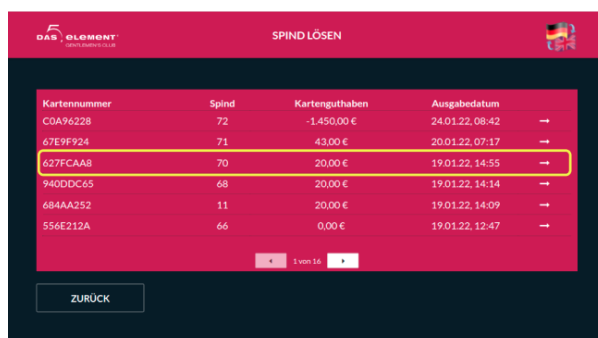 DAS 5 ELEMENT
GENTLEMEN'S CLUB
SPIND LÖSEN
Kartennummer Spind Kartenguthaben Ausgabedatum
C0A96228 72 -1.450,00 € 24.01.22, 08:42 →
67E9F924 71 43,00 € 20.01.22, 07:17 →
627FCAA8 70 20,00 € 19.01.22, 14:55 →
940DDC65 68 20,00 € 19.01.22, 14:14 →
684AA252 11 20,00 € 19.01.22, 14:09 →
556E212A 66 0,00 € 19.01.22, 12:47 →
1 von 16
ZURÜCK